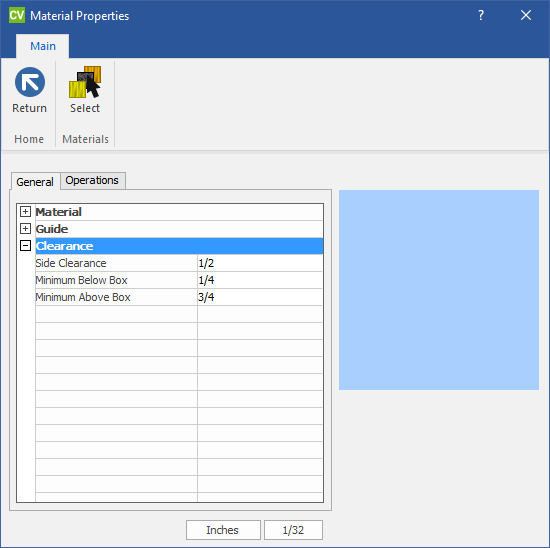 CV Material Properties ?
Main
Return
Select
Home
Materials
General
Operations
Material
Guide
Clearance
Side Clearance 1/2
Minimum Below Box 1/4
Minimum Above Box 3/4
Inches 1/32